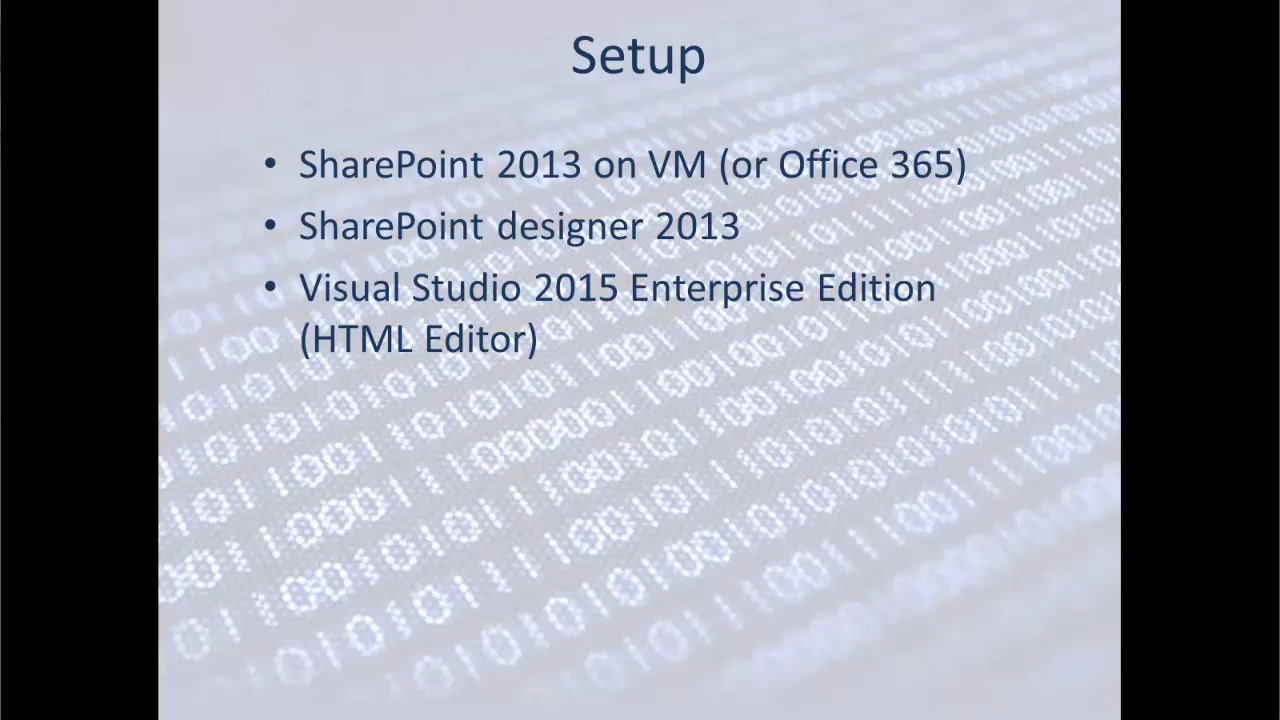 Setup
• SharePoint 2013 on VM (or Office 365)
• SharePoint designer 2013
• Visual Studio 2015 Enterprise Edition
(HTML Editor)